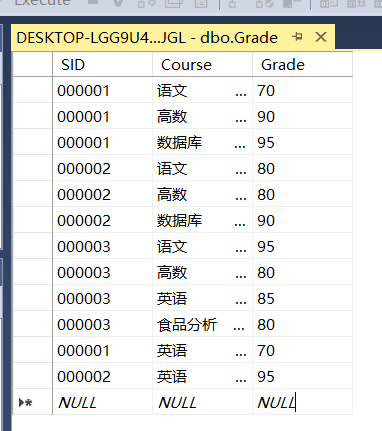 Execute
DESKTOP-LGG9U4...JGL - dbo.Grade
SID Course Grade
000001 语文 ... 70
000001 高数 ... 90
000001 数据库 ... 95
000002 语文 ... 80
000002 高数 ... 80
000002 数据库 ... 90
000003 语文 ... 95
000003 高数 ... 80
000003 英语 ... 85
000003 食品分析 ... 80
000001 英语 ... 70
000002 英语 ... 95
NULL NULL NULL